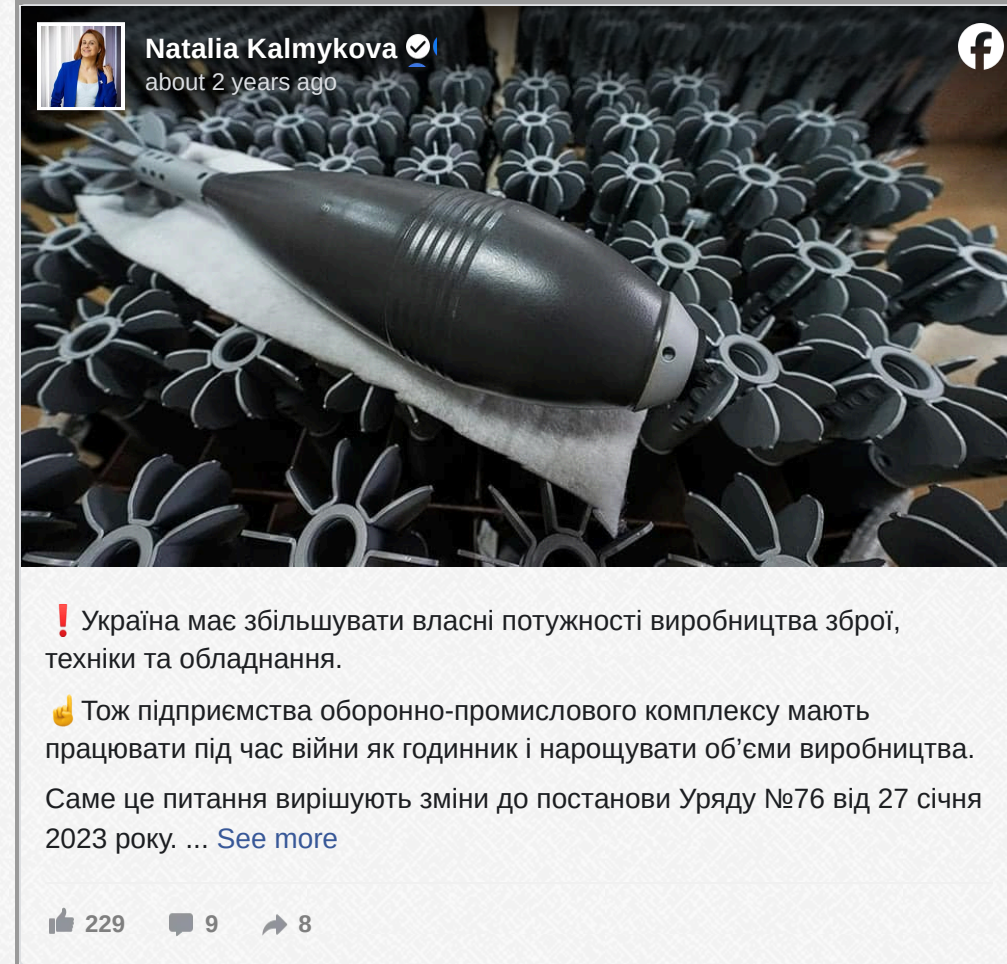 Natalia Kalmykova
about 2 years ago
❗Україна має збільшувати власні потужності виробництва зброї,
техніки та обладнання.
☝Тож підприємства оборонно-промислового комплексу мають
працювати під час війни як годинник і нарощувати об’єми виробництва.
Саме це питання вирішують зміни до постанови Уряду №76 від 27 січня
2023 року. ... See more
229 9 8